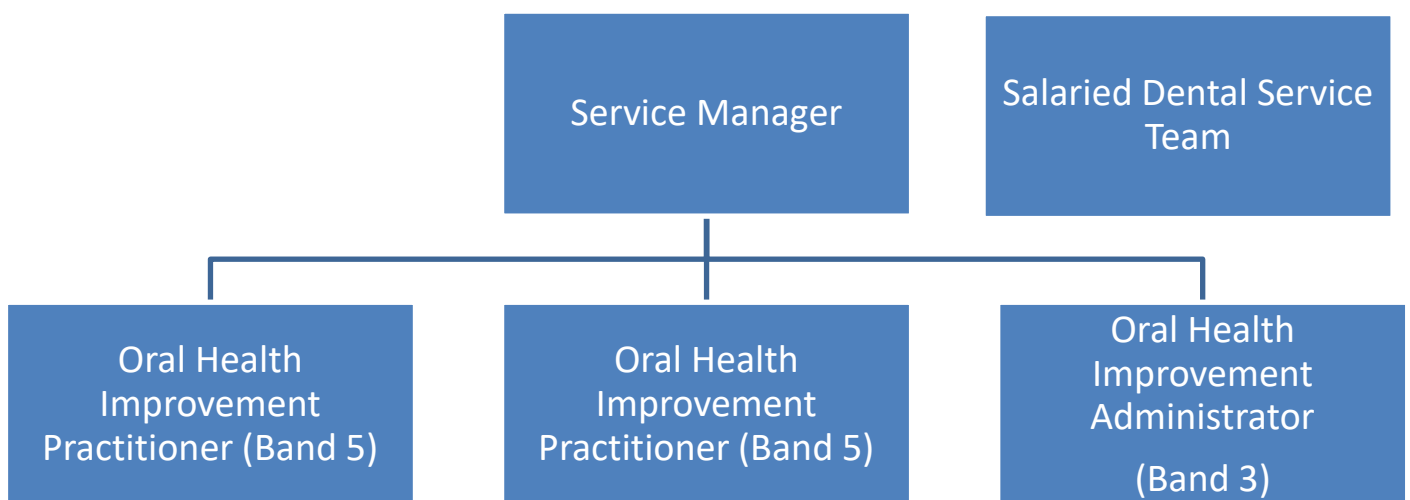 Service Manager
Salaried Dental Service
Team
Oral Health
Improvement
Practitioner (Band 5)
Oral Health
Improvement
Practitioner (Band 5)
Oral Health
Improvement
Administrator
(Band 3)